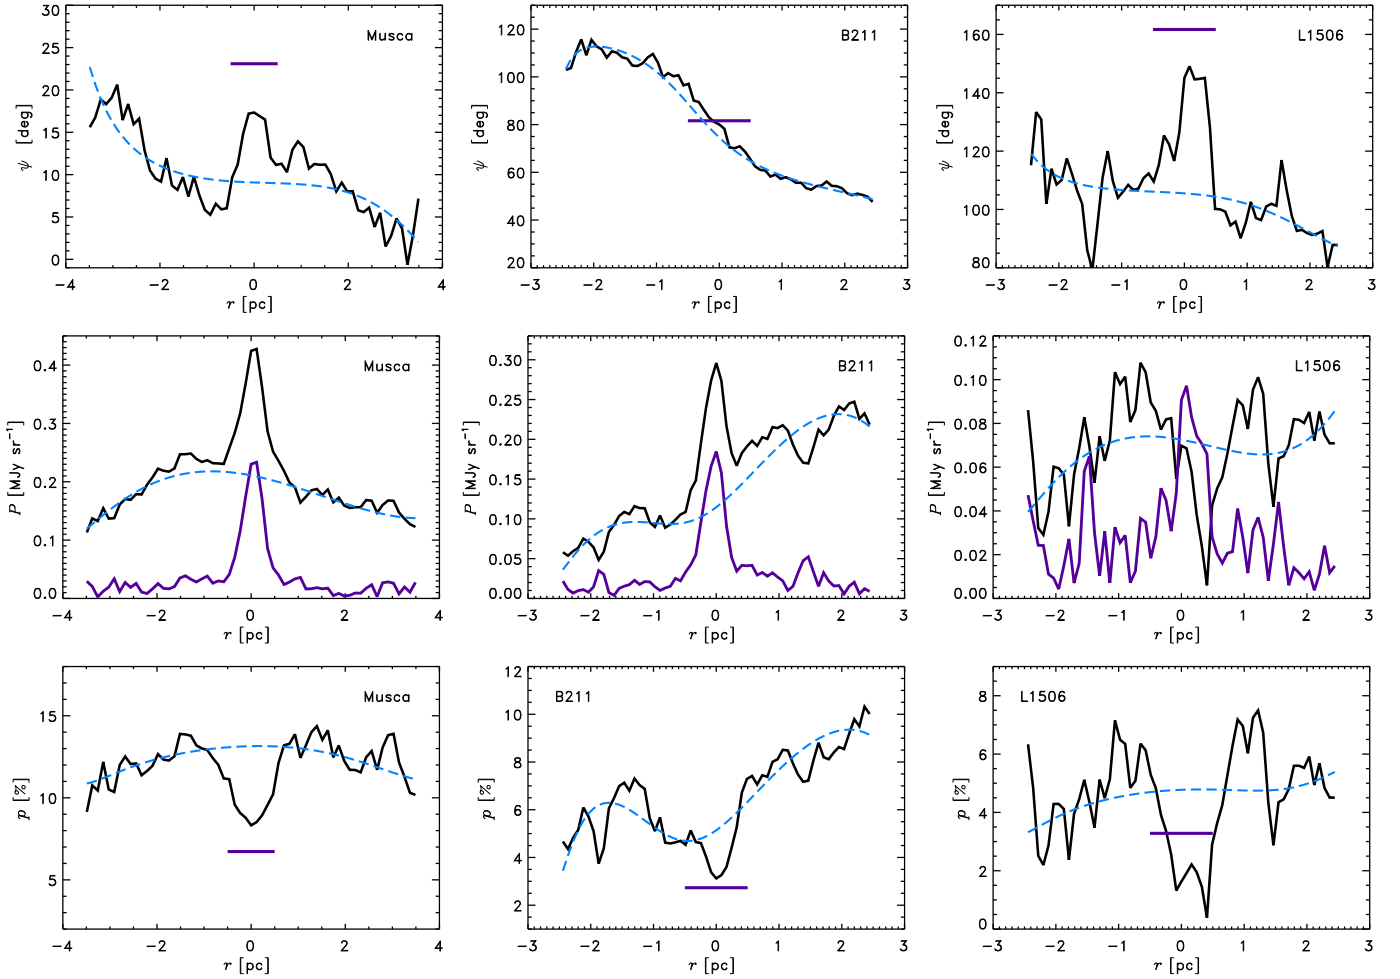 30
25
20
15
10
5
0
ψ [deg]
Musca
−4 −2 0 2 4
r [pc]
120
100
80
60
40
20
ψ [deg]
B211
−3 −2 −1 0 1 2 3
r [pc]
160
140
120
100
80
ψ [deg]
L1506
−3 −2 −1 0 1 2 3
r [pc]
0.4
0.3
0.2
0.1
0.0
P [MJy sr⁻¹]
Musca
−4 −2 0 2 4
r [pc]
0.30
0.25
0.20
0.15
0.10
0.05
0.00
P [MJy sr⁻¹]
B211
−3 −2 −1 0 1 2 3
r [pc]
0.12
0.10
0.08
0.06
0.04
0.02
0.00
P [MJy sr⁻¹]
L1506
−3 −2 −1 0 1 2 3
r [pc]
15
10
5
p [%]
Musca
−4 −2 0 2 4
r [pc]
12
10
8
6
4
2
p [%]
B211
−3 −2 −1 0 1 2 3
r [pc]
8
6
4
2
0
p [%]
L1506
−3 −2 −1 0 1 2 3
r [pc]